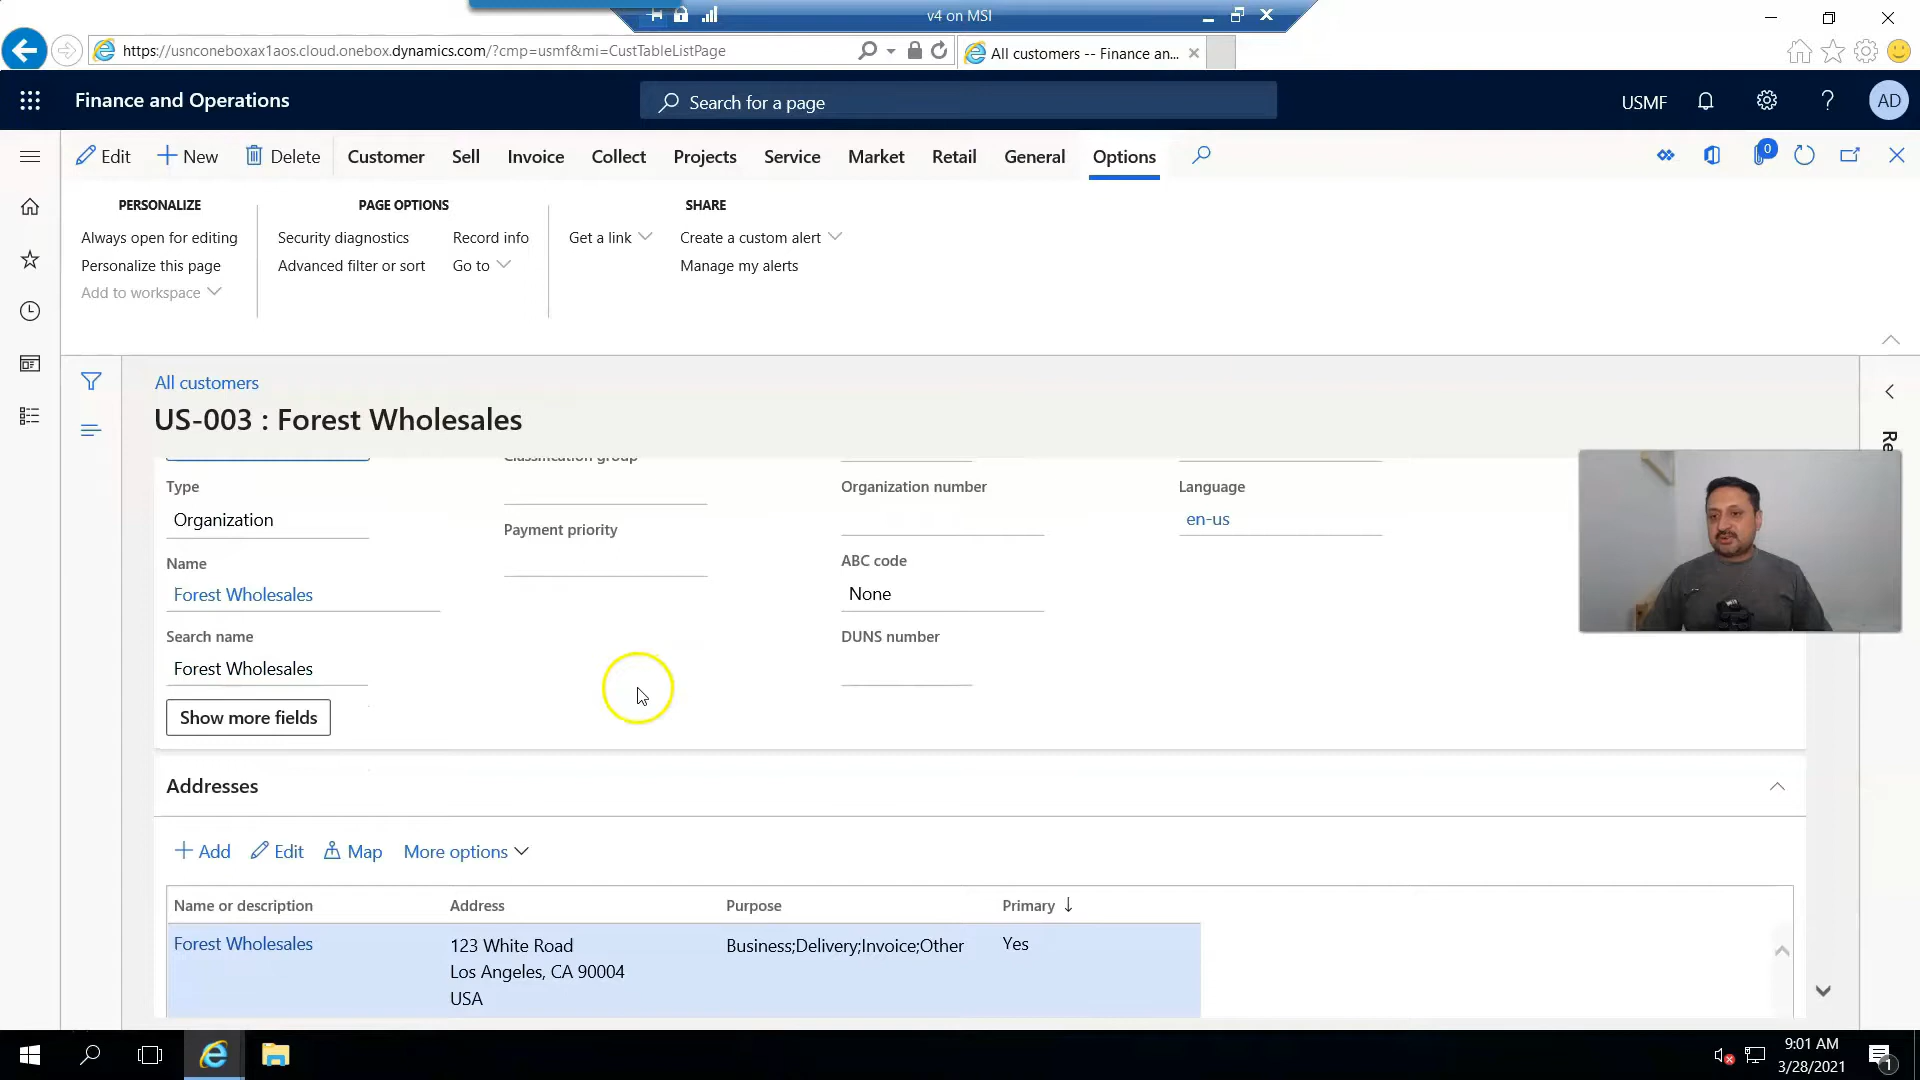 v4 on MSI
https://usnconeboxax1aos.cloud.onebox.dynamics.com/?cmp=usmf&mi=CustTableListPage
All customers -- Finance an...
Finance and Operations
Search for a page
USMF
AD
Edit
New
Delete
Customer
Sell
Invoice
Collect
Projects
Service
Market
Retail
General
Options
0
PERSONALIZE
Always open for editing
Personalize this page
Add to workspace
PAGE OPTIONS
Security diagnostics
Advanced filter or sort
Record info
Go to
SHARE
Get a link
Create a custom alert
Manage my alerts
All customers
US-003 : Forest Wholesales
Re
Classification group
Type
Organization
Name
Forest Wholesales
Search name
Forest Wholesales
Show more fields
Payment priority
Organization number
ABC code
None
DUNS number
Language
en-us
Addresses
Add
Edit
Map
More options
Name or description
Address
Purpose
Primary
Forest Wholesales
123 White Road
Los Angeles, CA 90004
USA
Business;Delivery;Invoice;Other
Yes
9:01 AM
3/28/2021
1